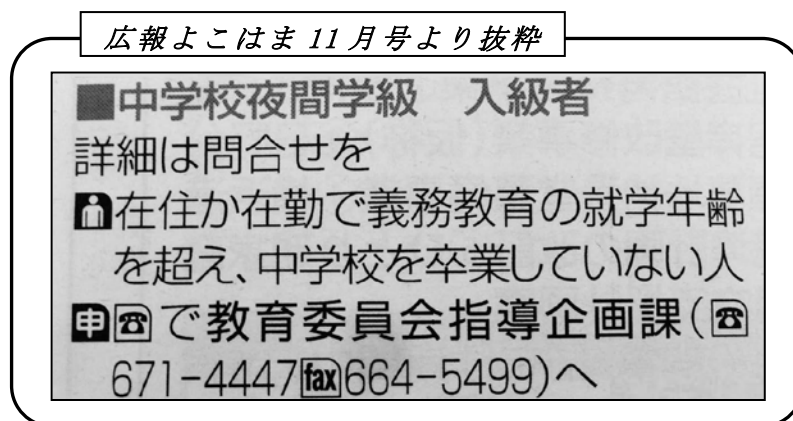 広報よこはま11月号より抜粋
■中学校夜間学級　入級者
詳細は問合せを
在住か在勤で義務教育の就学年齢
を超え、中学校を卒業していない人
申☎で教育委員会指導企画課(☎
671-4447fax664-5499)へ